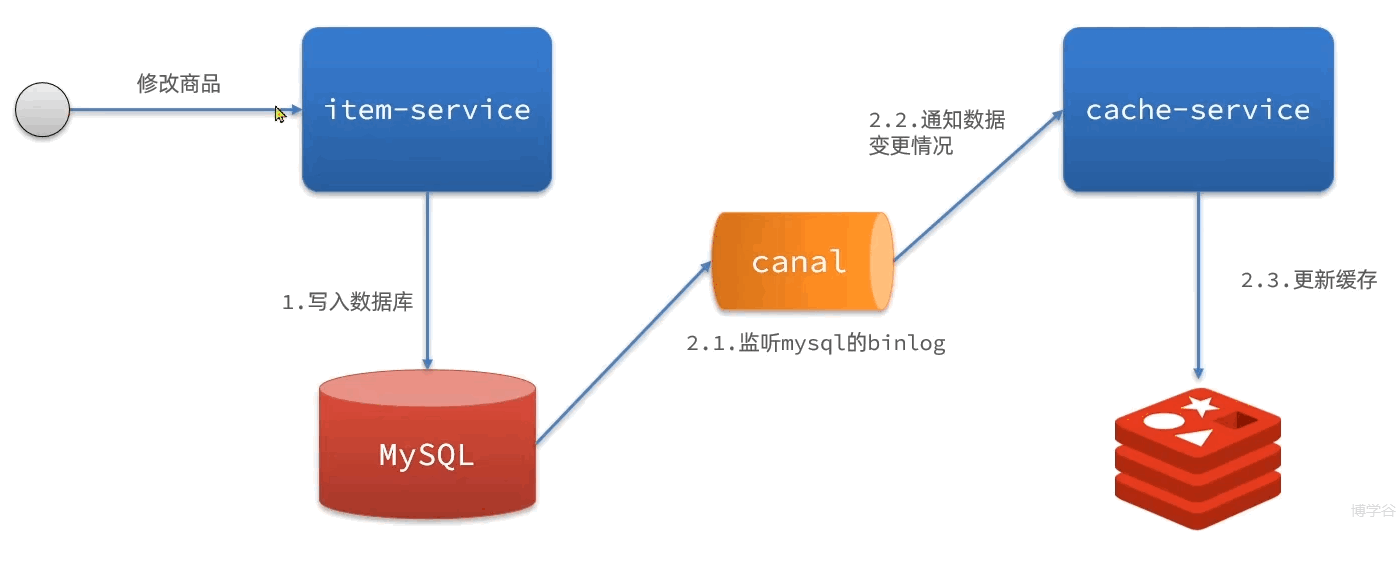 修改商品
item-service
cache-service
2.2.通知数据
变更情况
canal
1.写入数据库
2.1.监听mysql的binlog
2.3.更新缓存
MySQL
博学谷